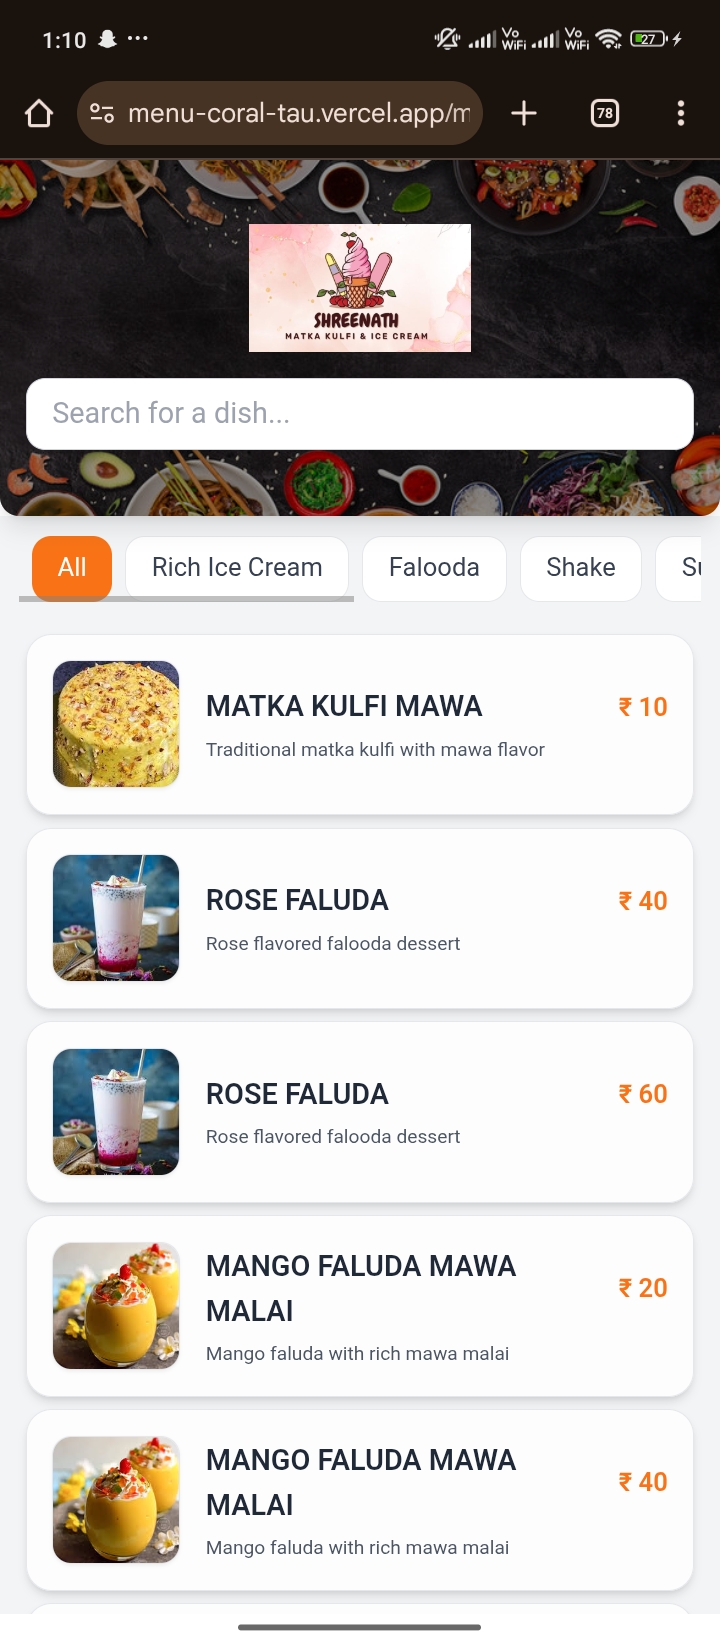 1:10
Vo
WiFi
Vo
WiFi
27
menu-coral-tau.vercel.app/m
78
SHREENATH
MATKA KULFI & ICE CREAM
Search for a dish...
All
Rich Ice Cream
Falooda
Shake
Su
MATKA KULFI MAWA
₹ 10
Traditional matka kulfi with mawa flavor
ROSE FALUDA
₹ 40
Rose flavored falooda dessert
ROSE FALUDA
₹ 60
Rose flavored falooda dessert
MANGO FALUDA MAWA
MALAI
₹ 20
Mango faluda with rich mawa malai
MANGO FALUDA MAWA
MALAI
₹ 40
Mango faluda with rich mawa malai